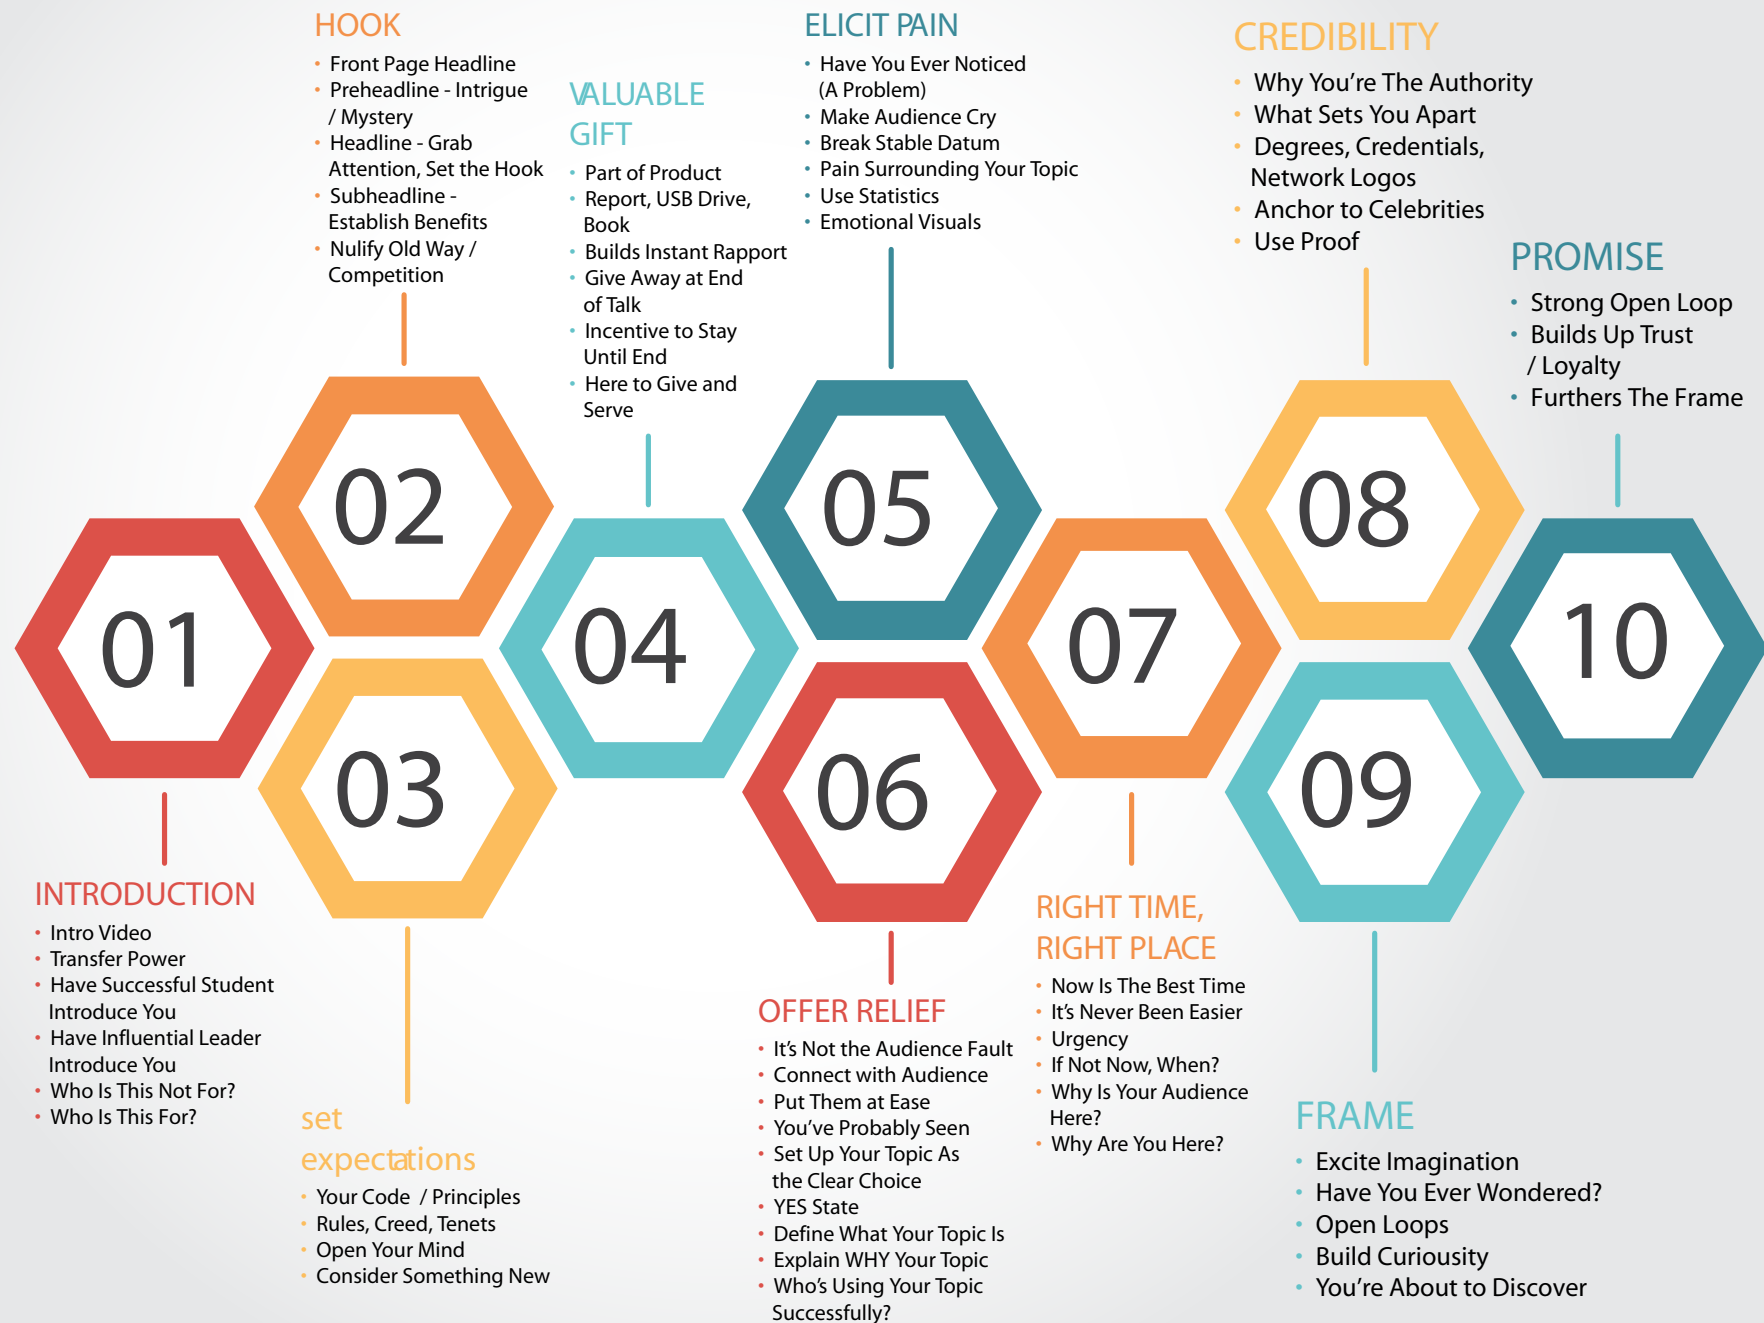 HOOK
• Front Page Headline
• Preheadline - Intrigue
/ Mystery
• Headline - Grab
Attention, Set the Hook
• Subheadline -
Establish Benefits
• Nulify Old Way /
Competition
VALUABLE
GIFT
• Part of Product
• Report, USB Drive,
Book
• Builds Instant Rapport
• Give Away at End
of Talk
• Incentive to Stay
Until End
• Here to Give and
Serve
ELICIT PAIN
• Have You Ever Noticed
(A Problem)
• Make Audience Cry
• Break Stable Datum
• Pain Surrounding Your Topic
• Use Statistics
• Emotional Visuals
CREDIBILITY
• Why You're The Authority
• What Sets You Apart
• Degrees, Credentials,
Network Logos
• Anchor to Celebrities
• Use Proof
PROMISE
• Strong Open Loop
• Builds Up Trust
/ Loyalty
• Furthers The Frame
01
02
03
04
05
06
07
08
09
10
INTRODUCTION
• Intro Video
• Transfer Power
• Have Successful Student
Introduce You
• Have Influential Leader
Introduce You
• Who Is This Not For?
• Who Is This For?
set
expectations
• Your Code / Principles
• Rules, Creed, Tenets
• Open Your Mind
• Consider Something New
OFFER RELIEF
• It's Not the Audience Fault
• Connect with Audience
• Put Them at Ease
• You've Probably Seen
• Set Up Your Topic As
the Clear Choice
• YES State
• Define What Your Topic Is
• Explain WHY Your Topic
• Who's Using Your Topic
Successfully?
RIGHT TIME,
RIGHT PLACE
• Now Is The Best Time
• It's Never Been Easier
• Urgency
• If Not Now, When?
• Why Is Your Audience
Here?
• Why Are You Here?
FRAME
• Excite Imagination
• Have You Ever Wondered?
• Open Loops
• Build Curiousity
• You're About to Discover